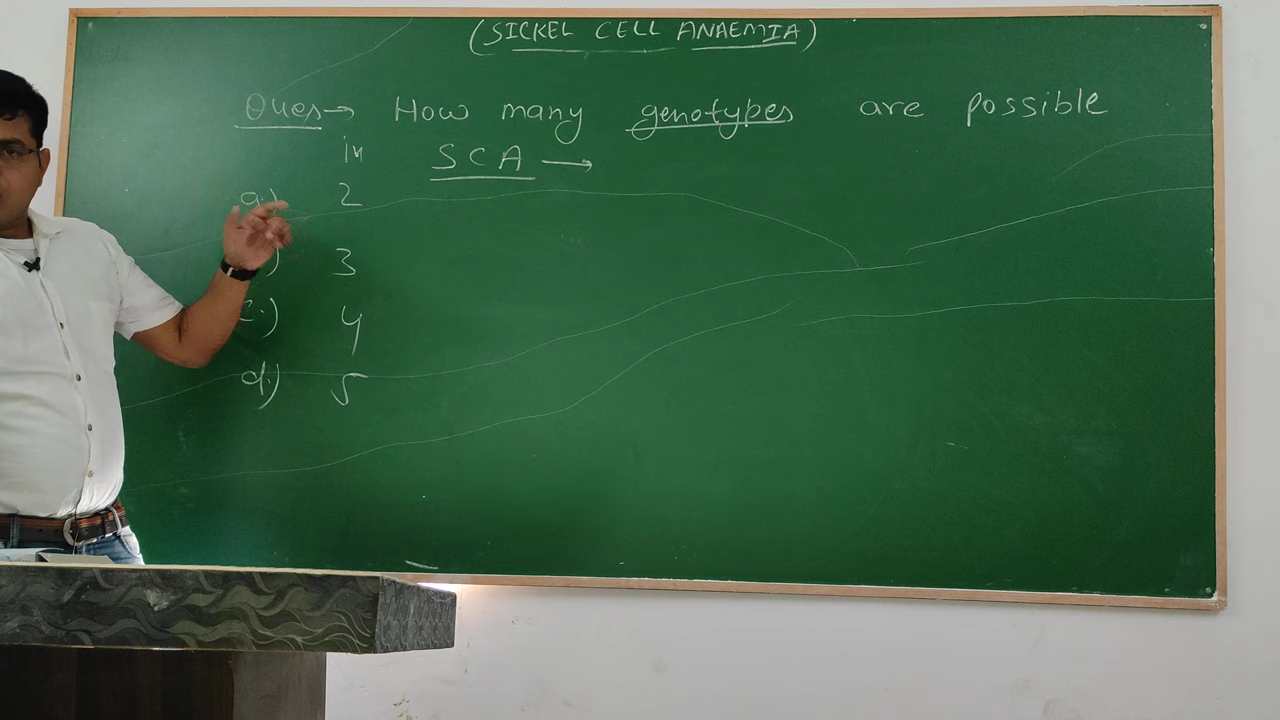 (SICKEL CELL ANAEMIA)
Ques→ How many genotypes are possible
in SCA →
a.) 2
) 3
c.) 4
d.) 5